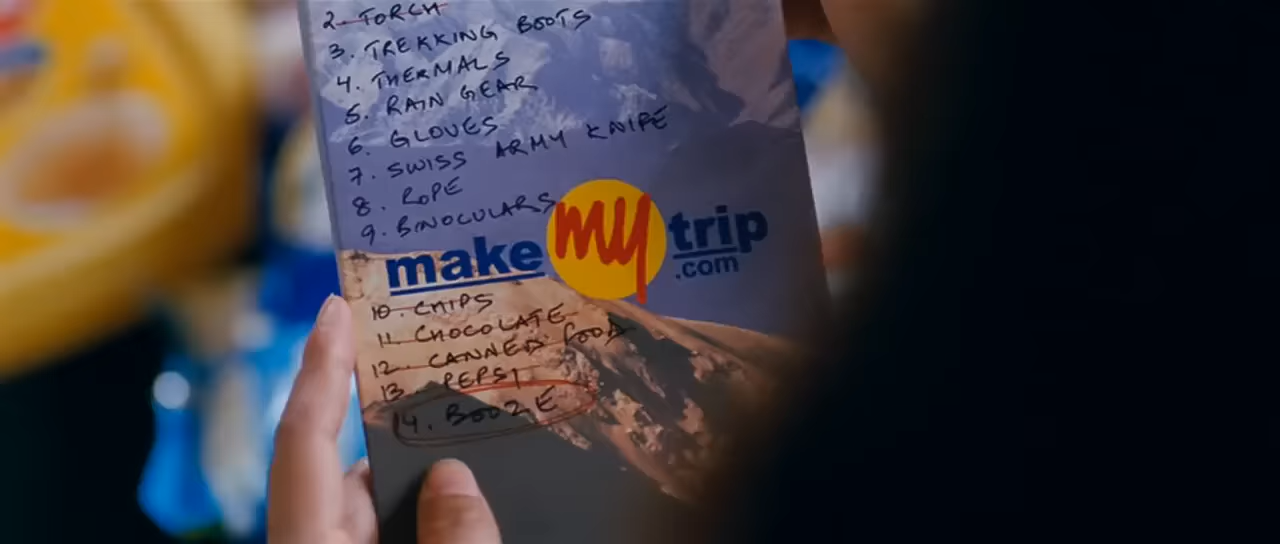 2. TORCH
3. TREKKING BOOTS
4. THERMALS
5. RAIN GEAR
6. GLOVES
7. SWISS ARMY KNIFE
8. ROPE
9. BINOCULARS
make my trip
.com
10. CHIPS
11. CHOCOLATE
12. CANNED FOOD
13. PEPSI
14. BOOZE